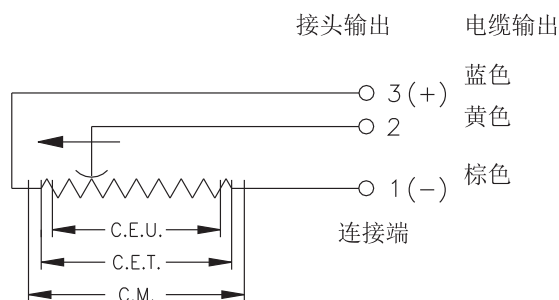 接头输出 电缆输出
3(+) 蓝色
2 黄色
1(-) 棕色
连接端
C.E.U.
C.E.T.
C.M.